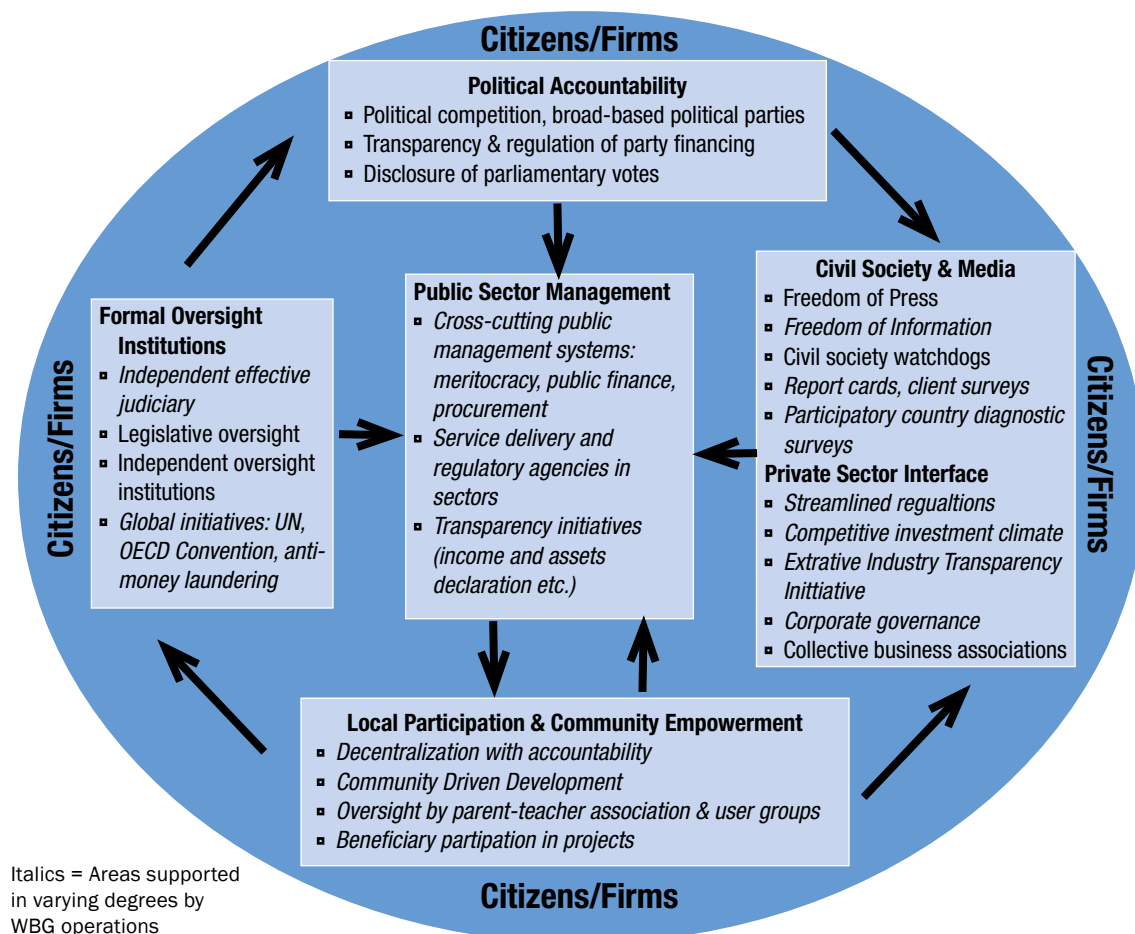 Citizens/Firms
Political Accountability
▫ Political competition, broad-based political parties
▫ Transparency & regulation of party financing
▫ Disclosure of parliamentary votes
Citizens/Firms
Formal Oversight
Institutions
▫ Independent effective
judiciary
▫ Legislative oversight
▫ Independent oversight
institutions
▫ Global initiatives: UN,
OECD Convention, anti-
money laundering
Public Sector Management
▫ Cross-cutting public
management systems:
meritocracy, public finance,
procurement
▫ Service delivery and
regulatory agencies in
sectors
▫ Transparency initiatives
(income and assets
declaration etc.)
Civil Society & Media
▫ Freedom of Press
▫ Freedom of Information
▫ Civil society watchdogs
▫ Report cards, client surveys
▫ Participatory country diagnostic
surveys
Private Sector Interface
▫ Streamlined regualtions
▫ Competitive investment climate
▫ Extrative Industry Transparency
Inittiative
▫ Corporate governance
▫ Collective business associations
Citizens/Firms
Local Participation & Community Empowerment
▫ Decentralization with accountability
▫ Community Driven Development
▫ Oversight by parent-teacher association & user groups
▫ Beneficiary partipation in projects
Citizens/Firms
Italics = Areas supported
in varying degrees by
WBG operations